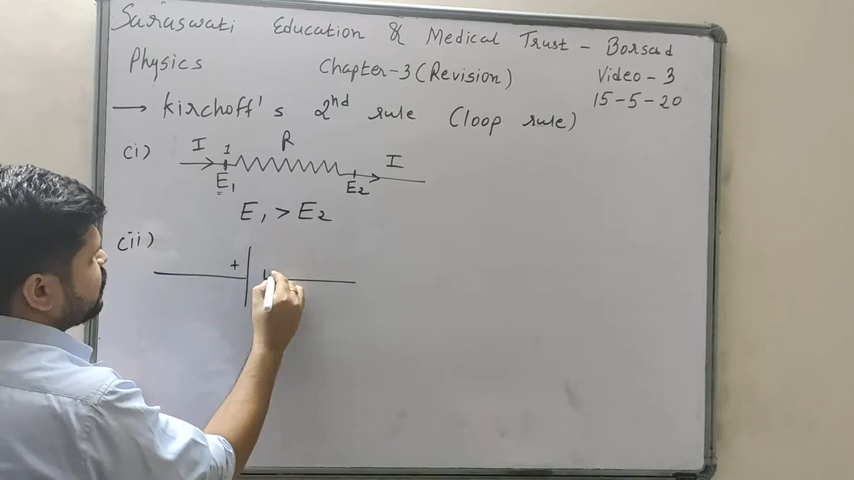 Saraswati Education & Medical Trust - Borsad
Physics Chapter-3 (Revision) Video - 3
15-5-20
→ Kirchoff's 2nd rule (loop rule)
(i) I 1 R I
E1 E2
E1 > E2
(ii)
+